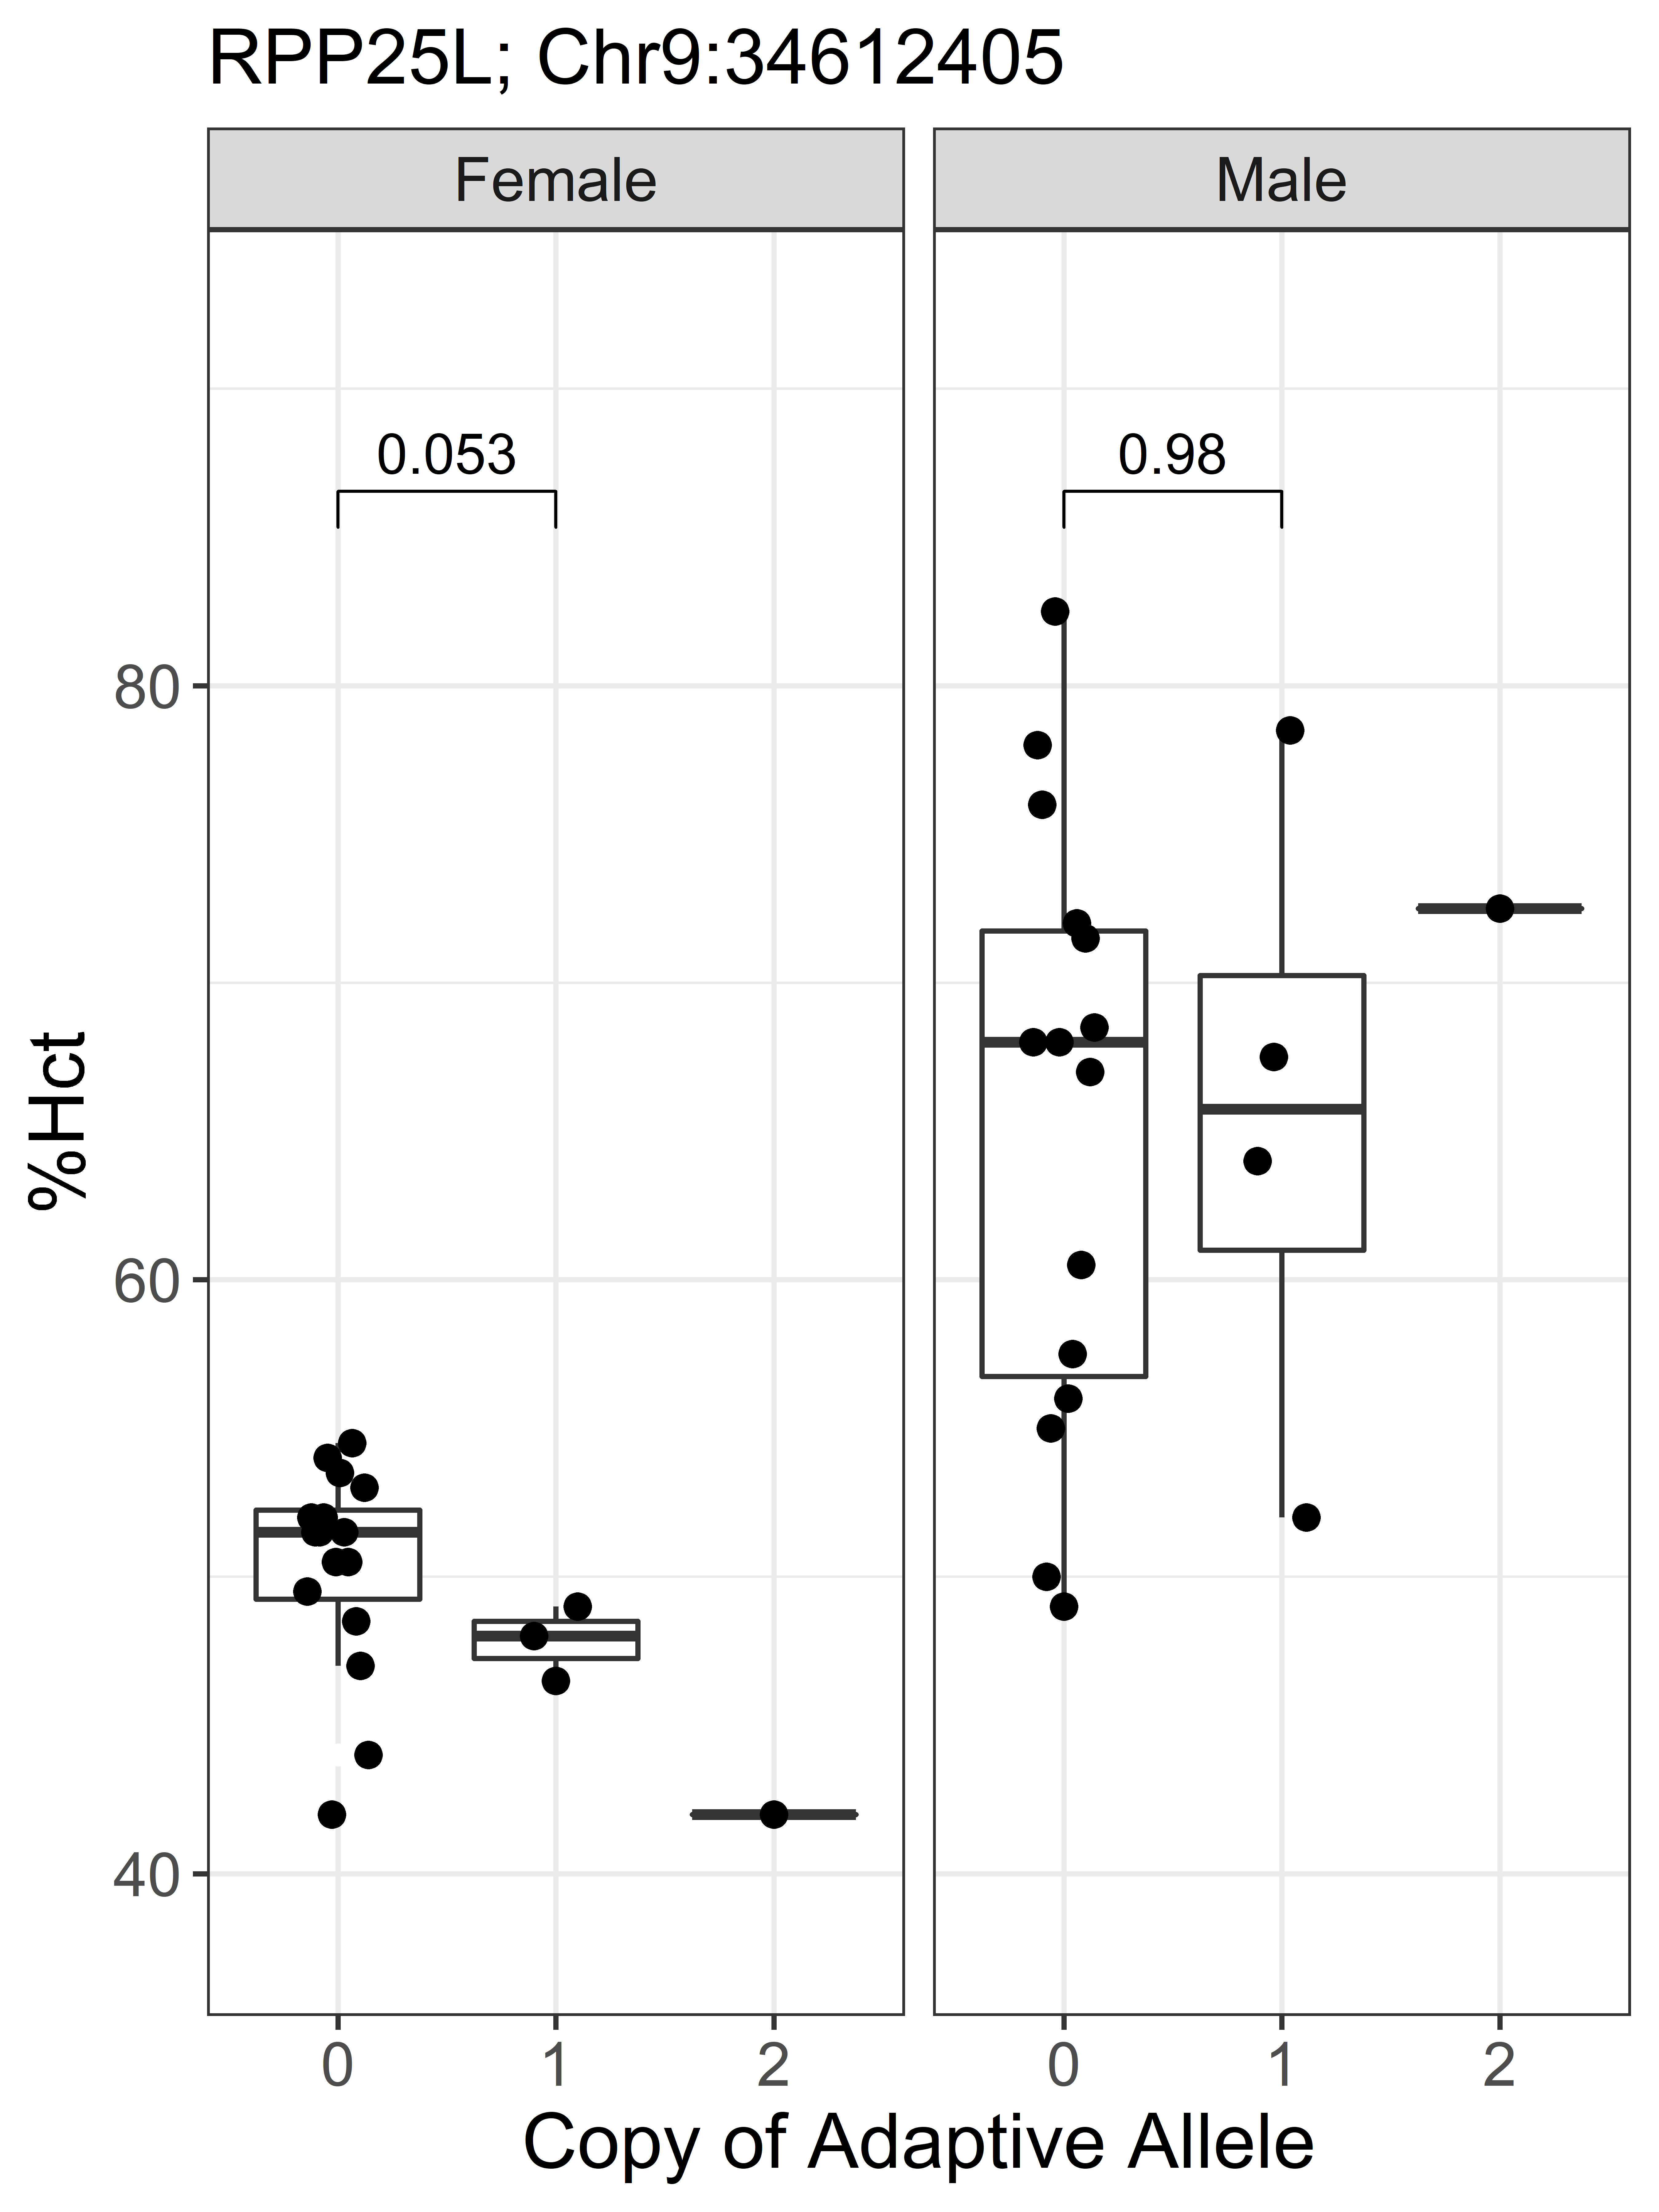 RPP25L; Chr9:34612405
Female
Male
0.053
0.98
%Hct
80
60
40
0 1 2
0 1 2
Copy of Adaptive Allele